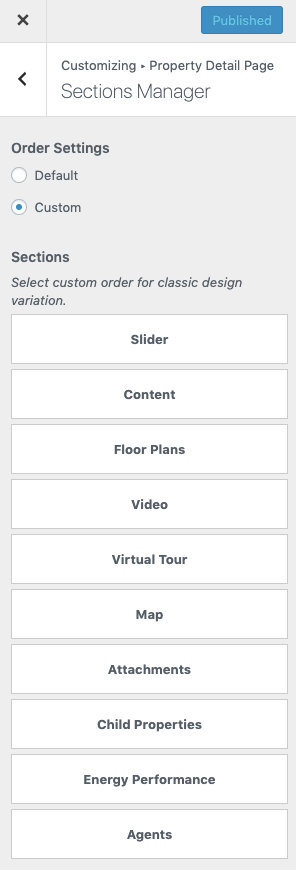 Published
Customizing ▸ Property Detail Page
Sections Manager
Order Settings
Default
Custom
Sections
Select custom order for classic design
variation.
Slider
Content
Floor Plans
Video
Virtual Tour
Map
Attachments
Child Properties
Energy Performance
Agents